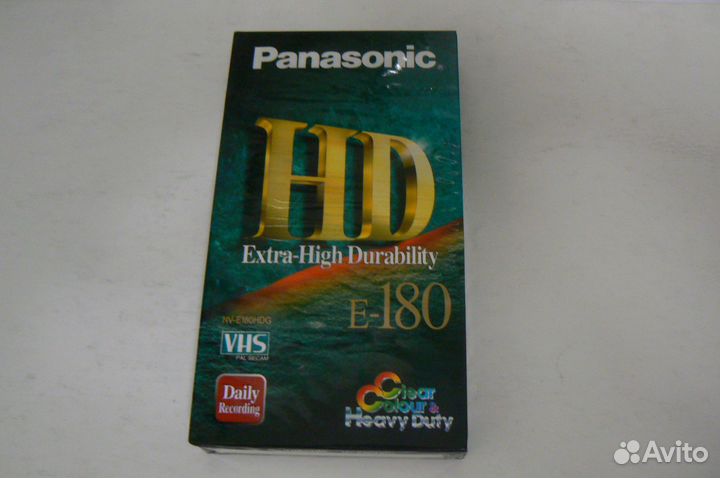 Panasonic
HD
Extra-High Durability
E-180
NV-E180HDG
VHS
PAL SECAM
Daily
Recording
Clear
Colour &
Heavy Duty
Avito